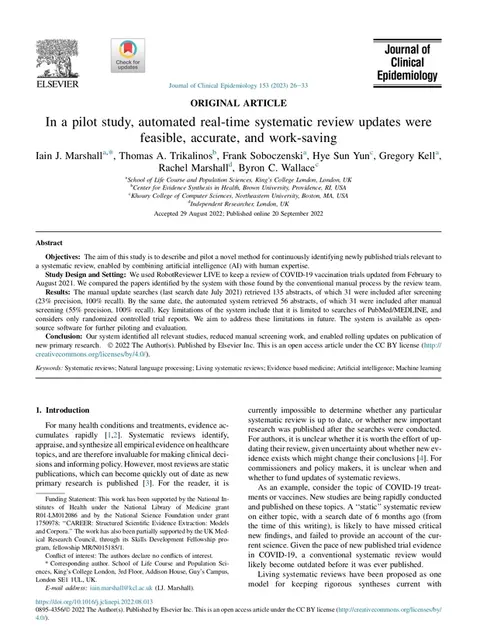 Check for
updates
ELSEVIER
Journal of
Clinical
Epidemiology
Journal of Clinical Epidemiology 153 (2023) 26–33
ORIGINAL ARTICLE
In a pilot study, automated real-time systematic review updates were
feasible, accurate, and work-saving
Iain J. Marshalla,*, Thomas A. Trikalinosb, Frank Soboczenskia, Hye Sun Yunc, Gregory Kella,
Rachel Marshalld, Byron C. Wallacec
aSchool of Life Course and Population Sciences, King's College London, London, UK
bCenter for Evidence Synthesis in Health, Brown University, Providence, RI, USA
cKhoury College of Computer Sciences, Northeastern University, Boston, MA, USA
dIndependent Researcher, London, UK
Accepted 29 August 2022; Published online 20 September 2022
Abstract
Objectives: The aim of this study is to describe and pilot a novel method for continuously identifying newly published trials relevant to
a systematic review, enabled by combining artificial intelligence (AI) with human expertise.
Study Design and Setting: We used RobotReviewer LIVE to keep a review of COVID-19 vaccination trials updated from February to
August 2021. We compared the papers identified by the system with those found by the conventional manual process by the review team.
Results: The manual update searches (last search date July 2021) retrieved 135 abstracts, of which 31 were included after screening
(23% precision, 100% recall). By the same date, the automated system retrieved 56 abstracts, of which 31 were included after manual
screening (55% precision, 100% recall). Key limitations of the system include that it is limited to searches of PubMed/MEDLINE, and
considers only randomized controlled trial reports. We aim to address these limitations in future. The system is available as open-
source software for further piloting and evaluation.
Conclusion: Our system identified all relevant studies, reduced manual screening work, and enabled rolling updates on publication of
new primary research. © 2022 The Author(s). Published by Elsevier Inc. This is an open access article under the CC BY license (http://
creativecommons.org/licenses/by/4.0/).
Keywords: Systematic reviews; Natural language processing; Living systematic reviews; Evidence based medicine; Artificial intelligence; Machine learning
1. Introduction
For many health conditions and treatments, evidence ac-
cumulates rapidly [1,2]. Systematic reviews identify,
appraise, and synthesize all empirical evidence on healthcare
topics, and are therefore invaluable for making clinical deci-
sions and informing policy. However, most reviews are static
publications, which can become quickly out of date as new
primary research is published [3]. For the reader, it is
Funding Statement: This work has been supported by the National In-
stitutes of Health under the National Library of Medicine grant
R01-LM012086 and by the National Science Foundation under grant
1750978: "CAREER: Structured Scientific Evidence Extraction: Models
and Corpora." The work has also been partially supported by the UK Med-
ical Research Council, through its Skills Development Fellowship pro-
gram, fellowship MR/N015185/1.
Conflict of interest: The authors declare no conflicts of interest.
* Corresponding author. School of Life Course and Population Sci-
ences, King's College London, 3rd Floor, Addison House, Guy's Campus,
London SE1 1UL, UK.
E-mail address: iain.marshall@kcl.ac.uk (I.J. Marshall).
currently impossible to determine whether any particular
systematic review is up to date, or whether new important
research was published after the searches were conducted.
For authors, it is unclear whether it is worth the effort of up-
dating their review, given uncertainty about whether new ev-
idence exists which might change their conclusions [4]. For
commissioners and policy makers, it is unclear when and
whether to fund updates of systematic reviews.
As an example, consider the topic of COVID-19 treat-
ments or vaccines. New studies are being rapidly conducted
and published on these topics. A "static" systematic review
on either topic, with a search date of 6 months ago (from
the time of this writing), is likely to have missed critical
new findings, and failed to provide an account of the cur-
rent science. Given the pace of new published trial evidence
in COVID-19, a conventional systematic review would
likely become outdated before it was ever published.
Living systematic reviews have been proposed as one
model for keeping rigorous syntheses current with
https://doi.org/10.1016/j.jclinepi.2022.08.013
0895-4356/© 2022 The Author(s). Published by Elsevier Inc. This is an open access article under the CC BY license (http://creativecommons.org/licenses/by/
4.0/).